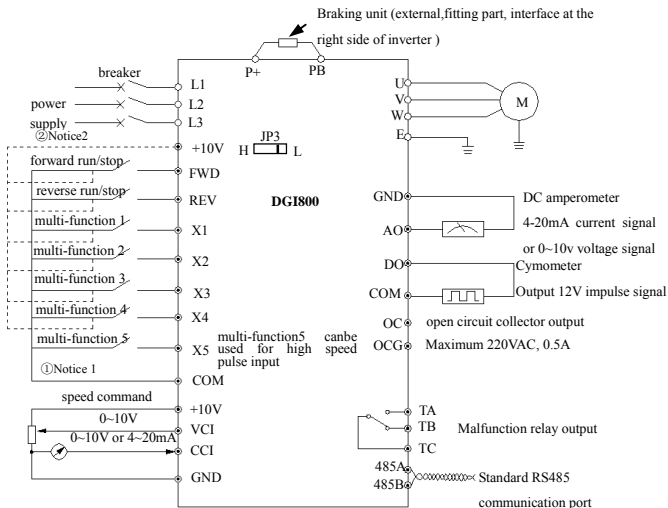 Braking unit (external,fitting part, interface at the
right side of inverter )
P+
PB
breaker
L1
power
L2
supply
L3
②Notice2
+10V
JP3
H
L
forward run/stop
FWD
reverse run/stop
REV
DGI800
multi-function 1
X1
multi-function 2
X2
multi-function 3
X3
multi-function 4
X4
multi-function 5
X5
multi-function5 canbe
used for high speed
pulse input
①Notice 1
COM
speed command
+10V
0~10V
VCI
0~10V or 4~20mA
CCI
GND
U
V
W
M
E
GND
DC amperometer
AO
4-20mA current signal
or 0~10v voltage signal
DO
Cymometer
COM
Output 12V impulse signal
OC
open circuit collector output
OCG
Maximum 220VAC, 0.5A
TA
TB
Malfunction relay output
TC
485A
Standard RS485
485B
communication port